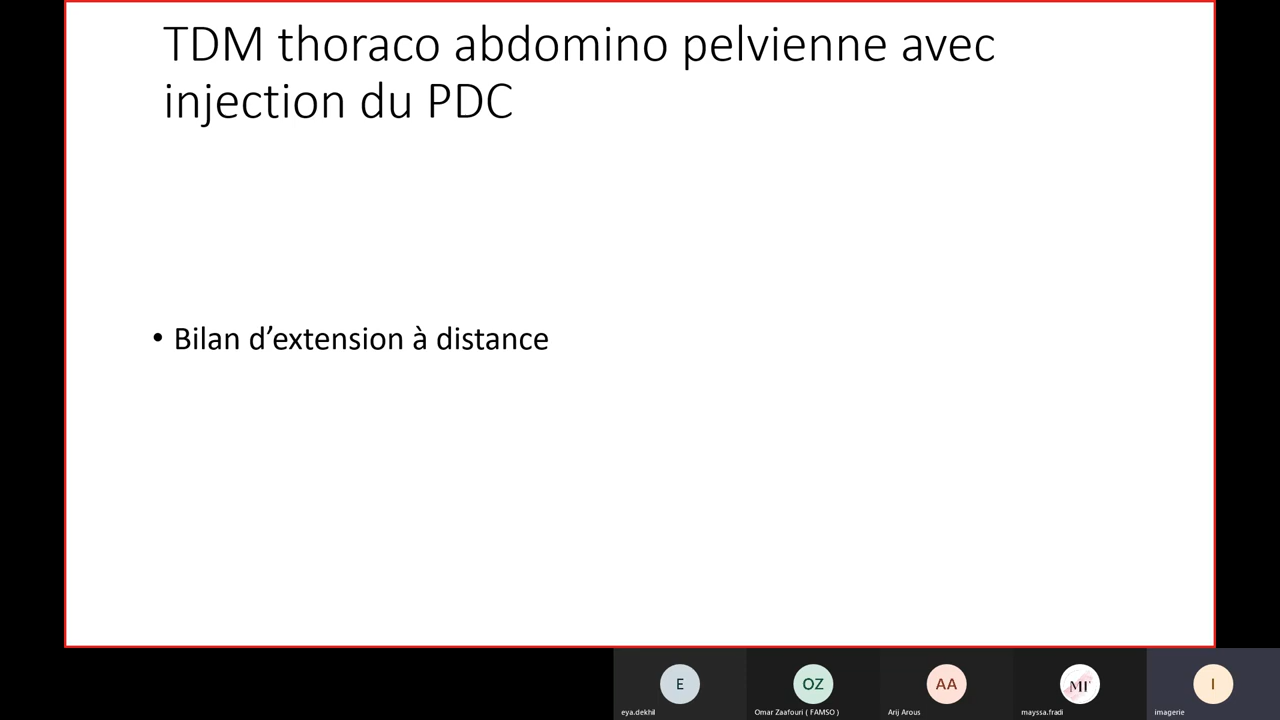 TDM thoraco abdomino pelvienne avec
injection du PDC
• Bilan d’extension à distance
E
OZ
AA
MF
I
eya.dekhil
Omar Zaafouri ( FAMSO )
Arij Arous
mayssa.fradi
imagerie